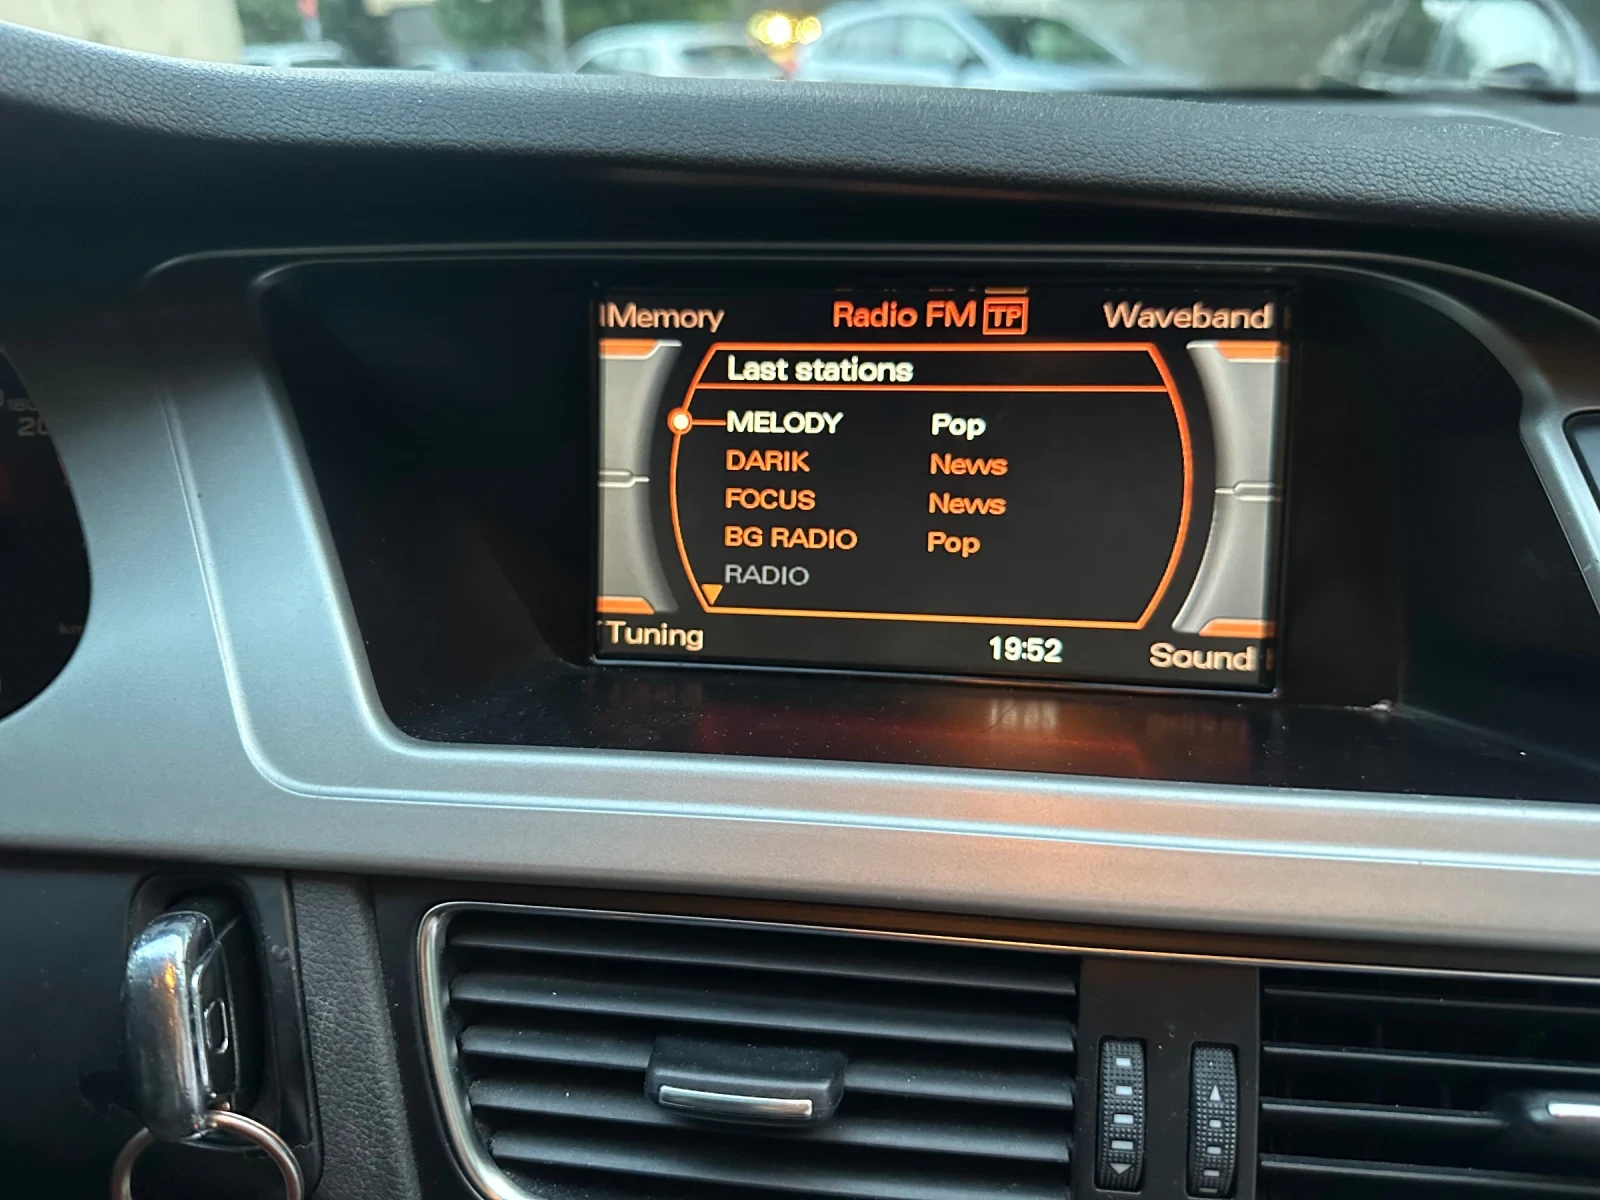 Memory Radio FM TP Waveband
Last stations
MELODY Pop
DARIK News
FOCUS News
BG RADIO Pop
RADIO
Tuning 19:52 Sound